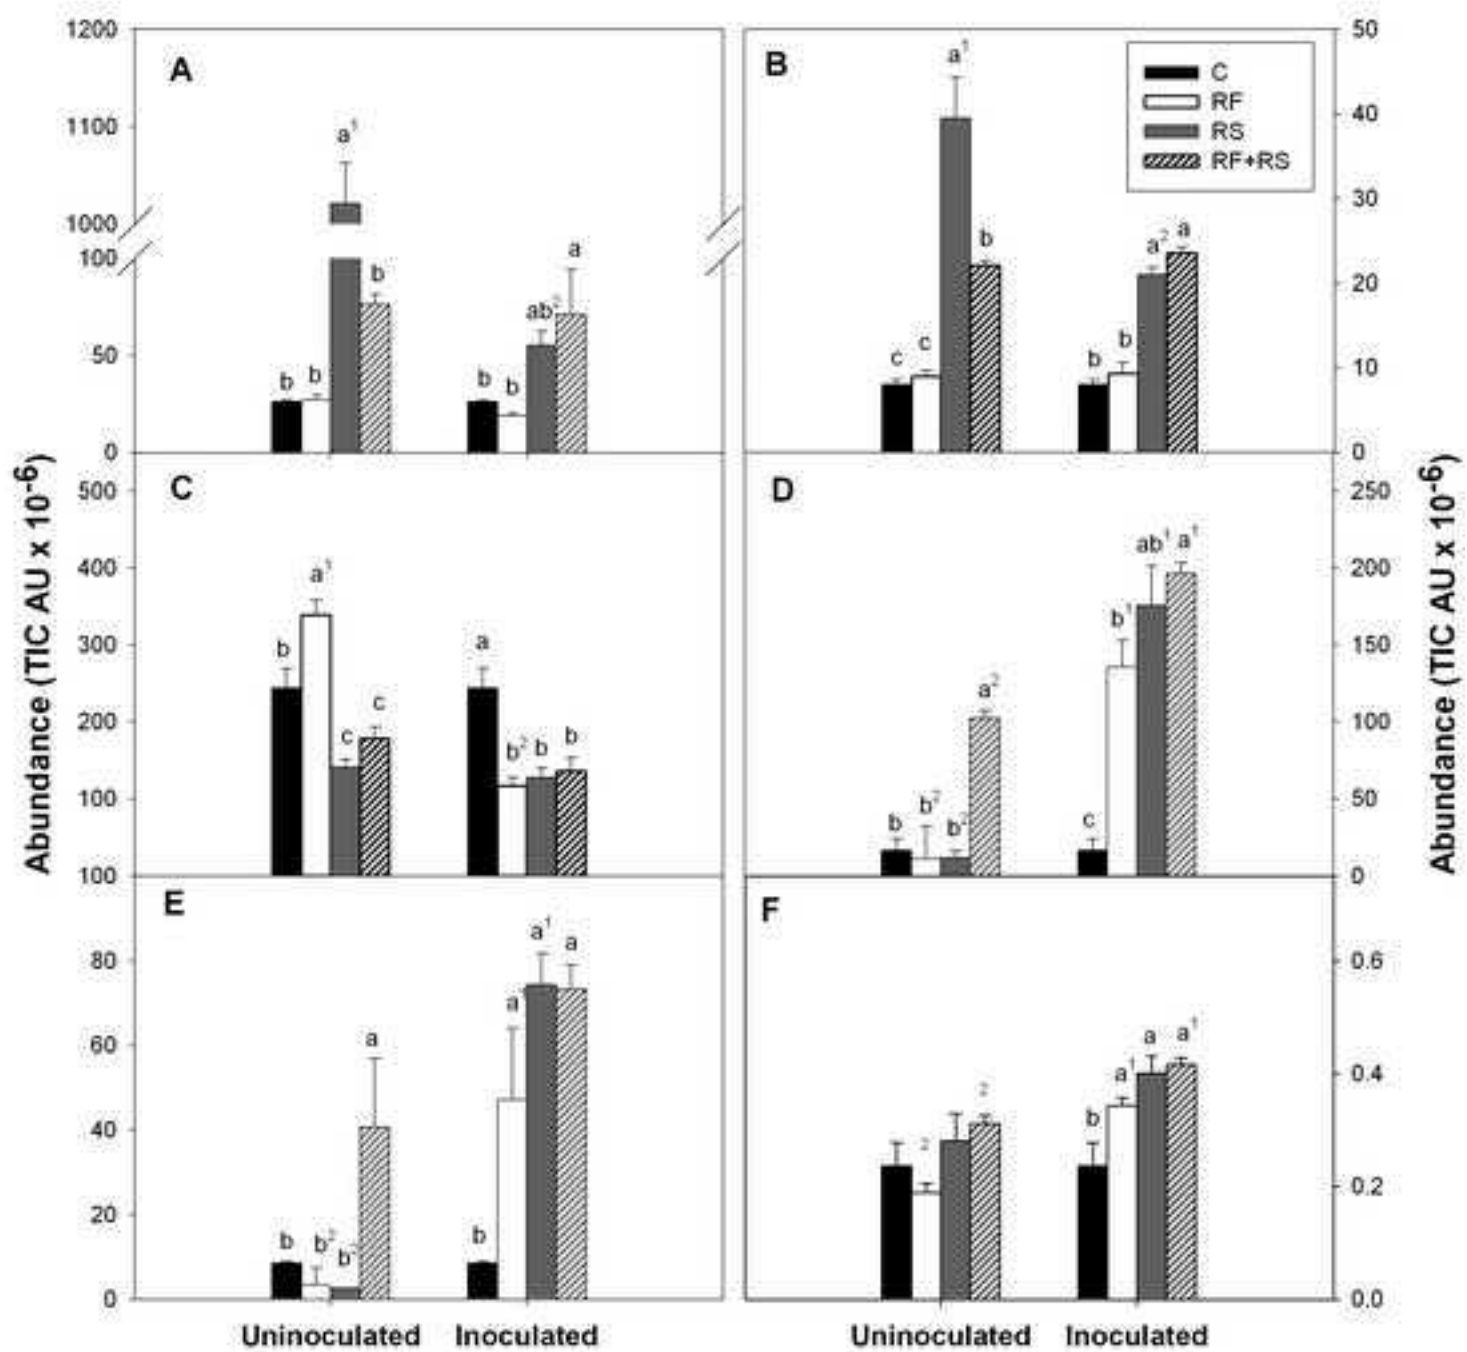 1200
1100
1000
100
50
0
A
a¹
b
b
b
b
b
ab²
a
B
a¹
c
c
b
b
b
a²
a
C
RF
RS
RF+RS
50
40
30
20
10
0
Abundance (TIC AU x 10⁻⁶)
500
400
300
200
100
100
C
b
a¹
c
c
a
b²
b
b
D
b
b²
b²
a²
c
b¹
ab¹
a¹
250
200
150
100
50
0
Abundance (TIC AU x 10⁻⁶)
80
60
40
20
0
E
b
b²
b²
a
b
a¹
a¹
a
F
2
2
b
a¹
a
a¹
0.6
0.4
0.2
0.0
Uninoculated Inoculated
Uninoculated Inoculated